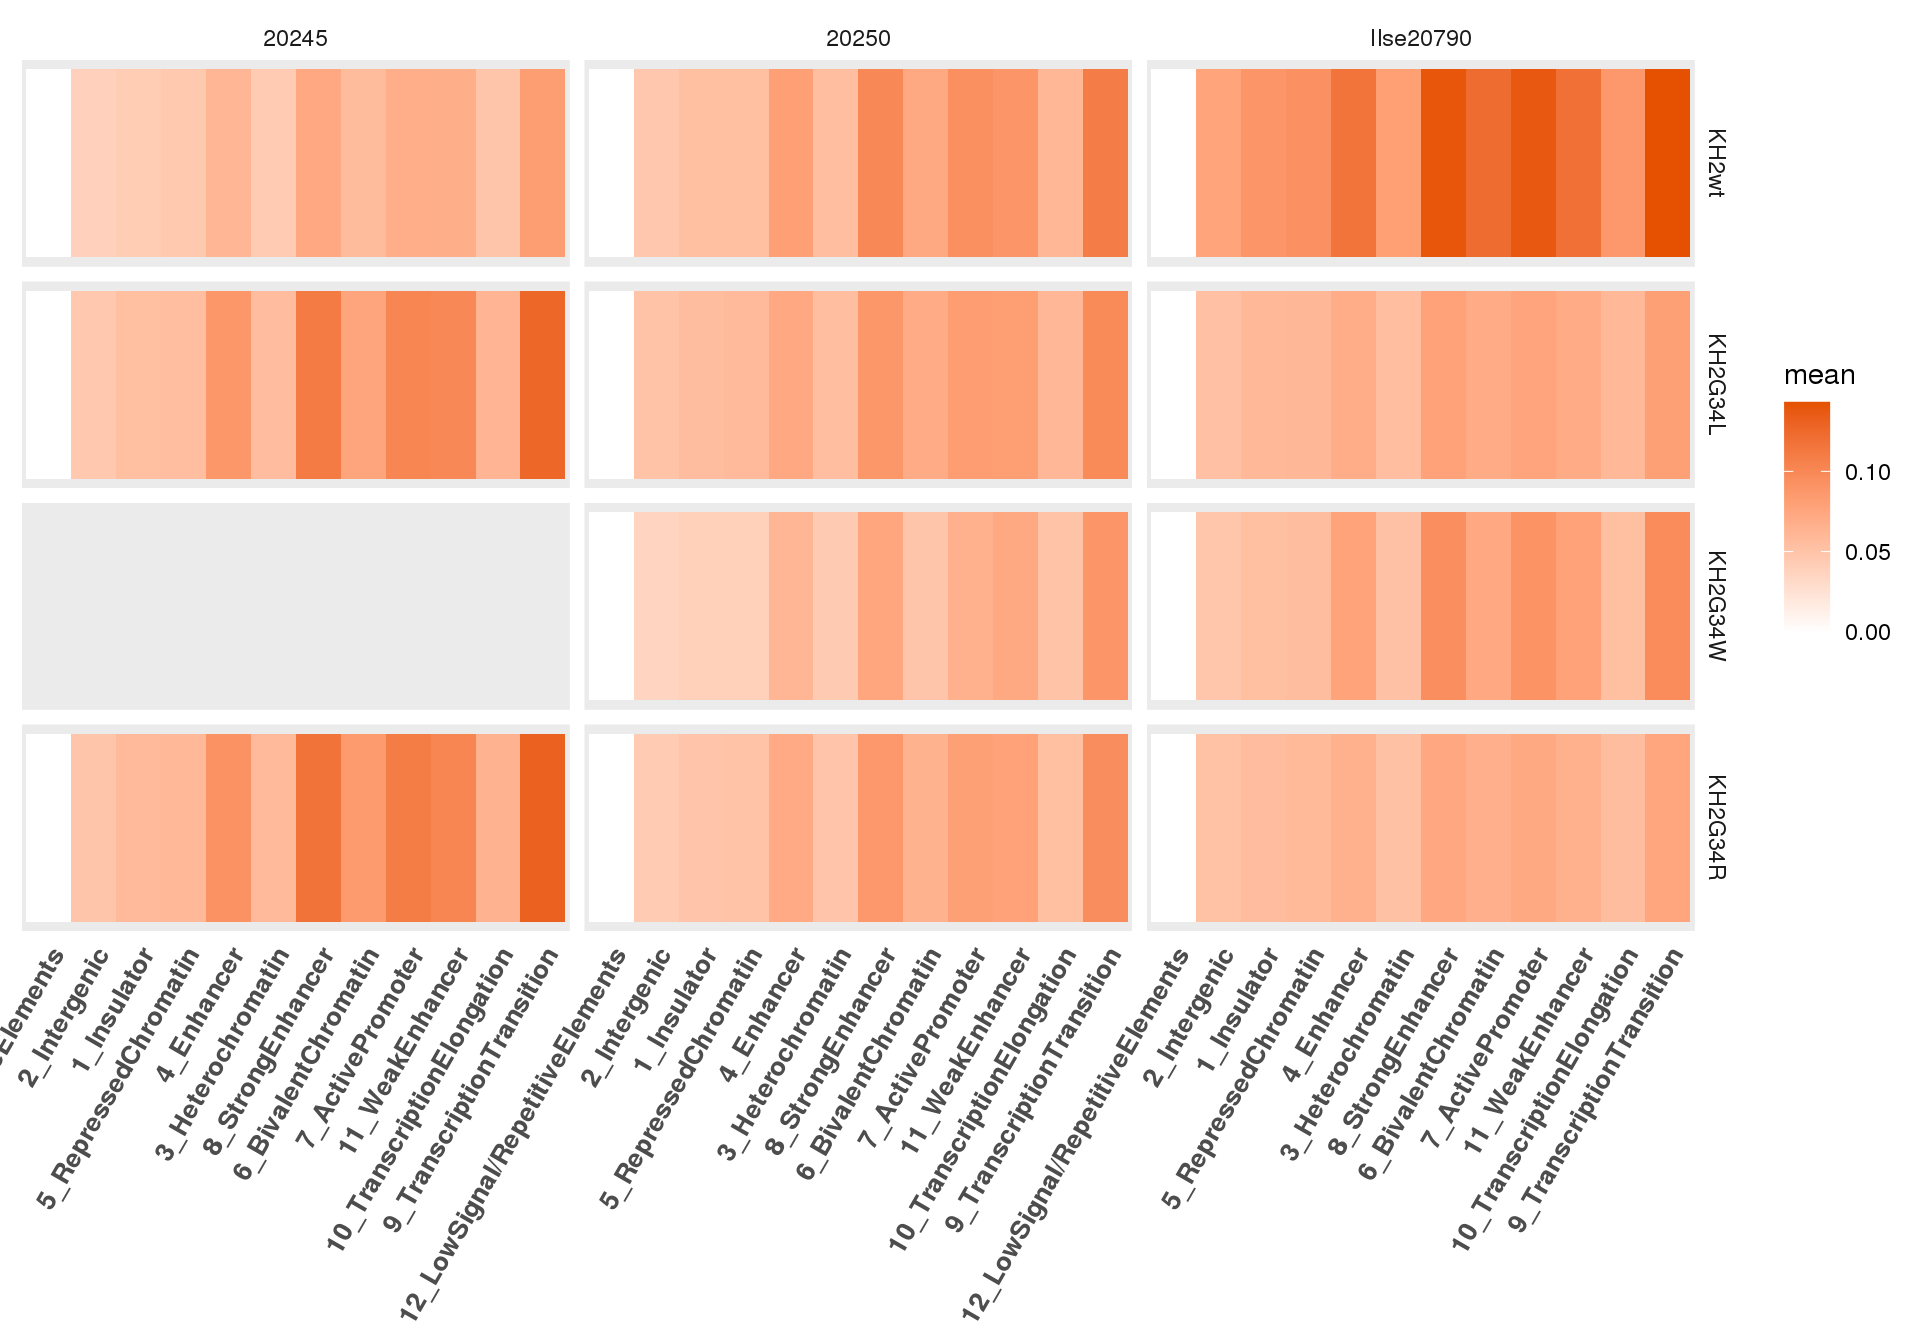 20245 20250 Ilse20790
KH2wt
KH2G34L
KH2G34W
KH2G34R
mean
0.10
0.05
0.00
Elements
2_Intergenic
1_Insulator
5_RepressedChromatin
4_Enhancer
3_Heterochromatin
8_StrongEnhancer
6_BivalentChromatin
7_ActivePromoter
11_WeakEnhancer
10_TranscriptionElongation
9_TranscriptionTransition
12_LowSignal/RepetitiveElements
2_Intergenic
1_Insulator
5_RepressedChromatin
4_Enhancer
3_Heterochromatin
8_StrongEnhancer
6_BivalentChromatin
7_ActivePromoter
11_WeakEnhancer
10_TranscriptionElongation
9_TranscriptionTransition
12_LowSignal/RepetitiveElements
2_Intergenic
1_Insulator
5_RepressedChromatin
4_Enhancer
3_Heterochromatin
8_StrongEnhancer
6_BivalentChromatin
7_ActivePromoter
11_WeakEnhancer
10_TranscriptionElongation
9_TranscriptionTransition